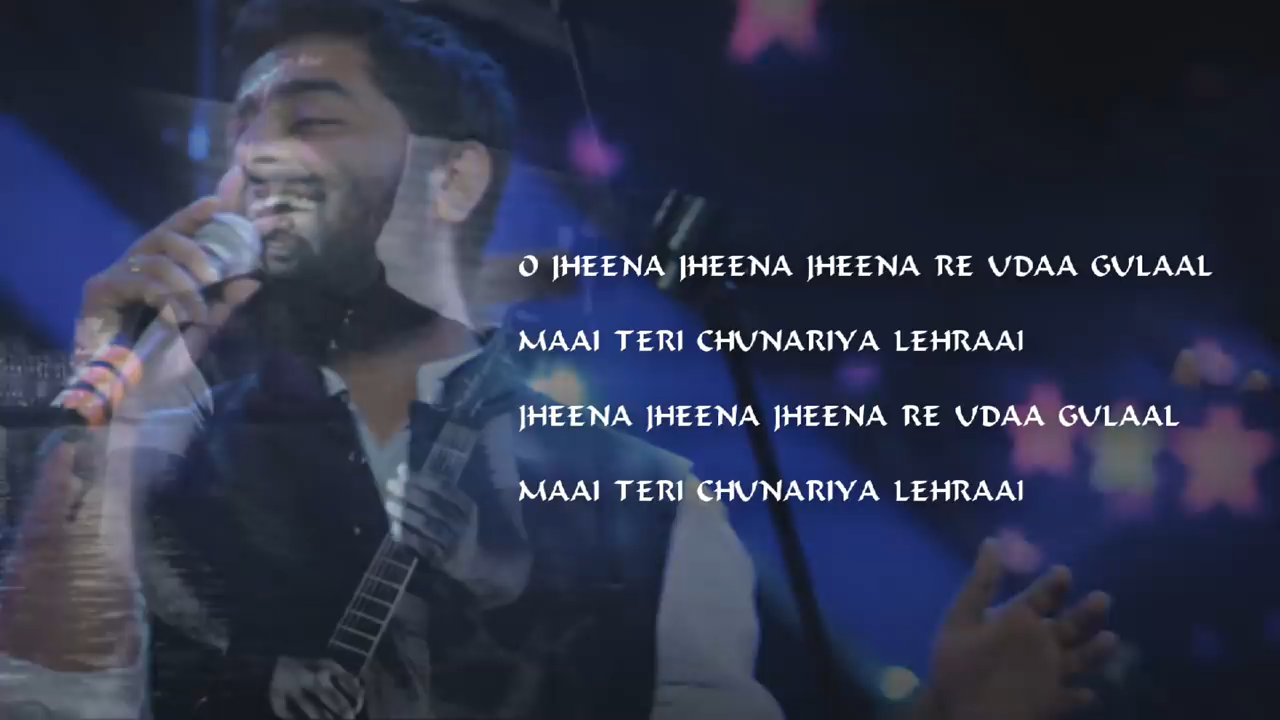 O JHEENA JHEENA JHEENA RE UDAA GULAAL
MAAI TERI CHUNARIYA LEHRAAI
JHEENA JHEENA JHEENA RE UDAA GULAAL
MAAI TERI CHUNARIYA LEHRAAI